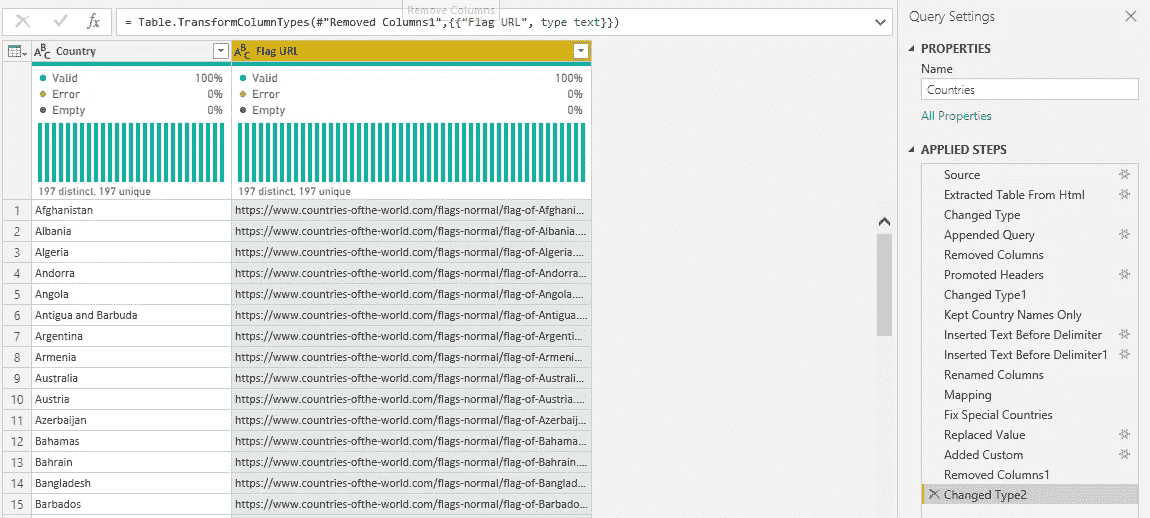 Remove Columns
fx
= Table.TransformColumnTypes(#"Removed Columns1",{{"Flag URL", type text}})
ABC Country
ABC Flag URL
Valid 100%
Error 0%
Empty 0%
197 distinct, 197 unique
Valid 100%
Error 0%
Empty 0%
197 distinct, 197 unique
1 Afghanistan https://www.countries-ofthe-world.com/flags-normal/flag-of-Afghani...
2 Albania https://www.countries-ofthe-world.com/flags-normal/flag-of-Albania....
3 Algeria https://www.countries-ofthe-world.com/flags-normal/flag-of-Algeria....
4 Andorra https://www.countries-ofthe-world.com/flags-normal/flag-of-Andorra...
5 Angola https://www.countries-ofthe-world.com/flags-normal/flag-of-Angola....
6 Antigua and Barbuda https://www.countries-ofthe-world.com/flags-normal/flag-of-Antigua....
7 Argentina https://www.countries-ofthe-world.com/flags-normal/flag-of-Argenti...
8 Armenia https://www.countries-ofthe-world.com/flags-normal/flag-of-Armeni...
9 Australia https://www.countries-ofthe-world.com/flags-normal/flag-of-Australi...
10 Austria https://www.countries-ofthe-world.com/flags-normal/flag-of-Austria....
11 Azerbaijan https://www.countries-ofthe-world.com/flags-normal/flag-of-Azerbaij...
12 Bahamas https://www.countries-ofthe-world.com/flags-normal/flag-of-Bahama...
13 Bahrain https://www.countries-ofthe-world.com/flags-normal/flag-of-Bahrain....
14 Bangladesh https://www.countries-ofthe-world.com/flags-normal/flag-of-Banglad...
15 Barbados https://www.countries-ofthe-world.com/flags-normal/flag-of-Barbado...
Query Settings
PROPERTIES
Name
Countries
All Properties
APPLIED STEPS
Source
Extracted Table From Html
Changed Type
Appended Query
Removed Columns
Promoted Headers
Changed Type1
Kept Country Names Only
Inserted Text Before Delimiter
Inserted Text Before Delimiter1
Renamed Columns
Mapping
Fix Special Countries
Replaced Value
Added Custom
Removed Columns1
Changed Type2